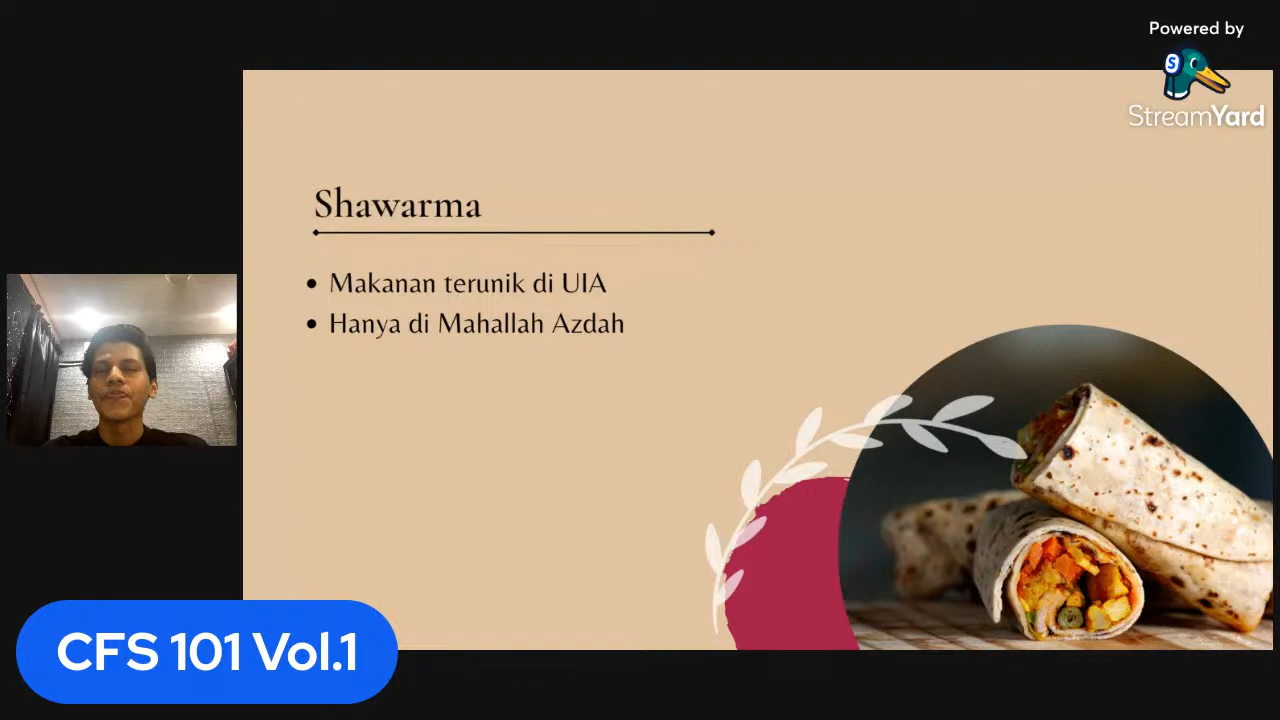 Powered by
StreamYard
Shawarma
Makanan terunik di UIA
Hanya di Mahallah Azdah
CFS 101 Vol.1